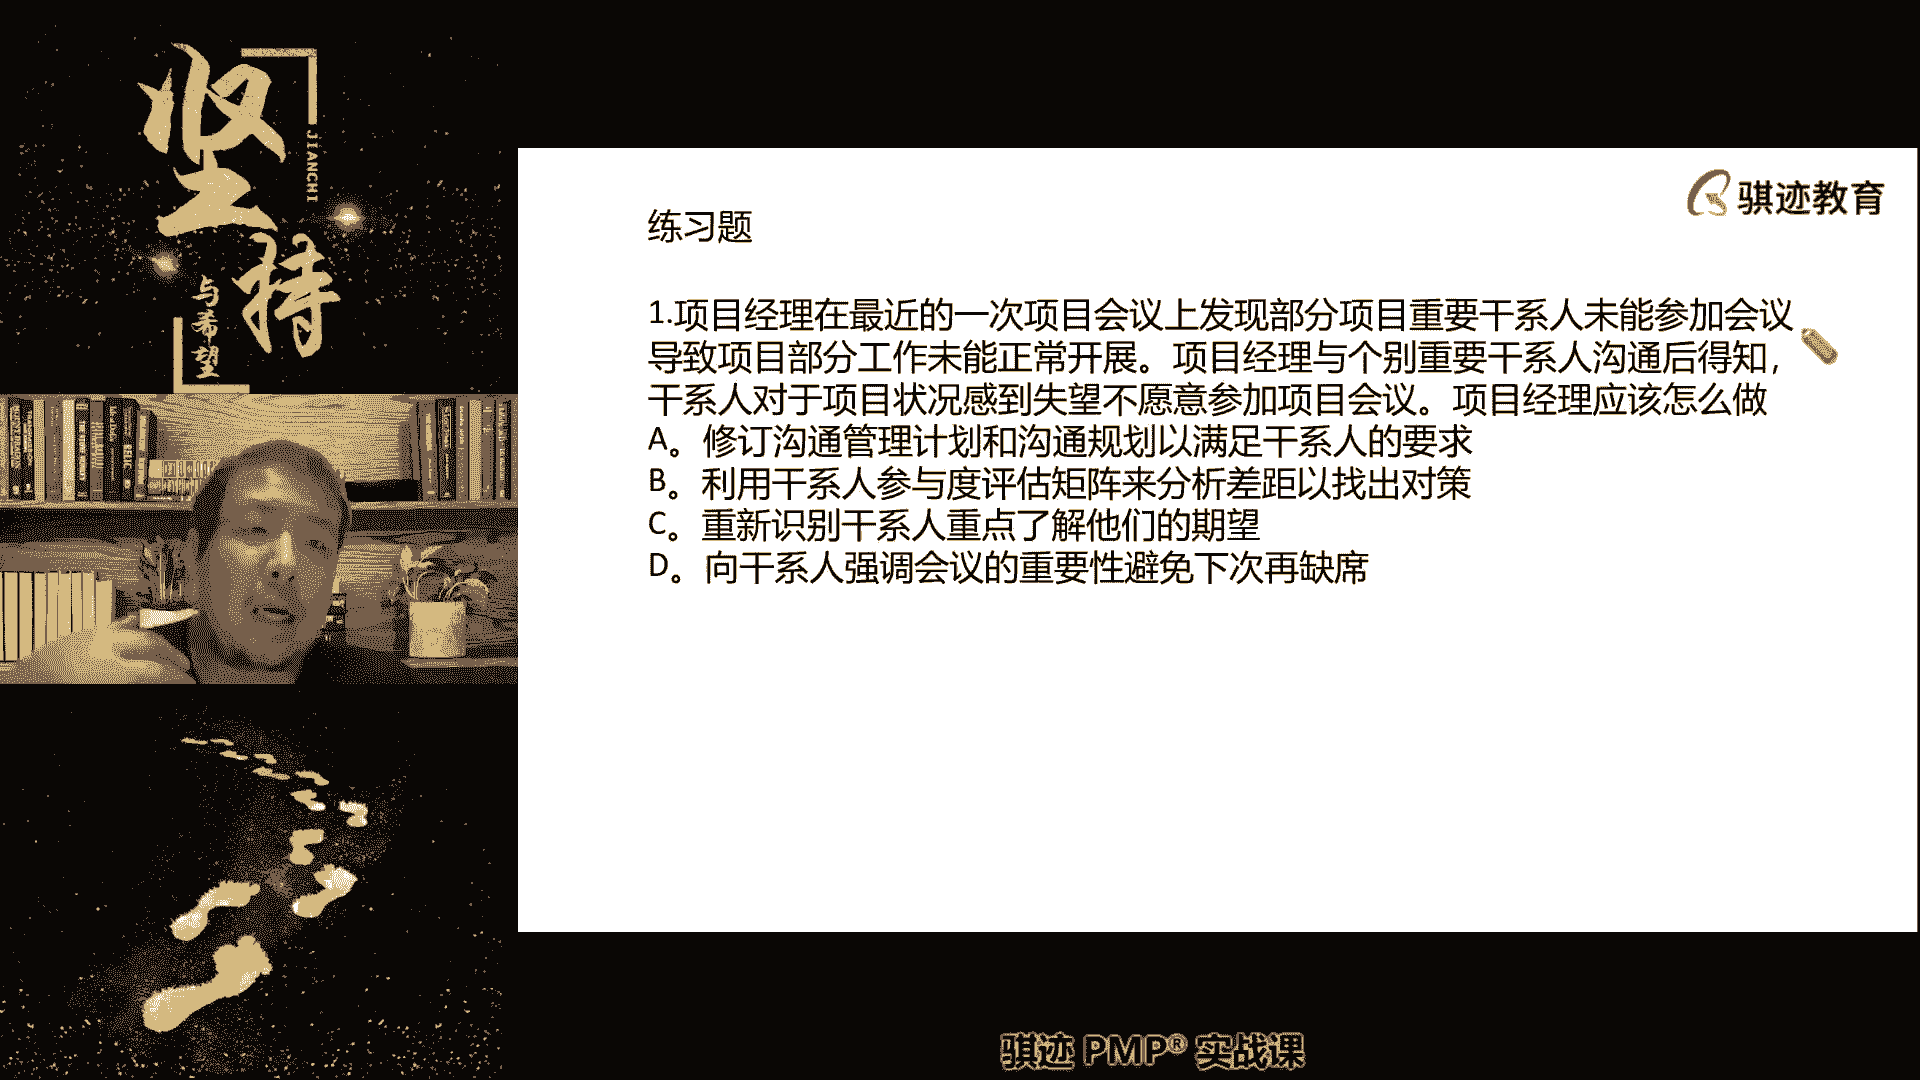 坚持
JIANCHI
与希望
骐迹教育
练习题
1.项目经理在最近的一次项目会议上发现部分项目重要干系人未能参加会议
导致项目部分工作未能正常开展。项目经理与个别重要干系人沟通后得知，
干系人对于项目状况感到失望不愿意参加项目会议。项目经理应该怎么做
A。修订沟通管理计划和沟通规划以满足干系人的要求
B。利用干系人参与度评估矩阵来分析差距以找出对策
C。重新识别干系人重点了解他们的期望
D。向干系人强调会议的重要性避免下次再缺席
骐迹 PMP® 实战课